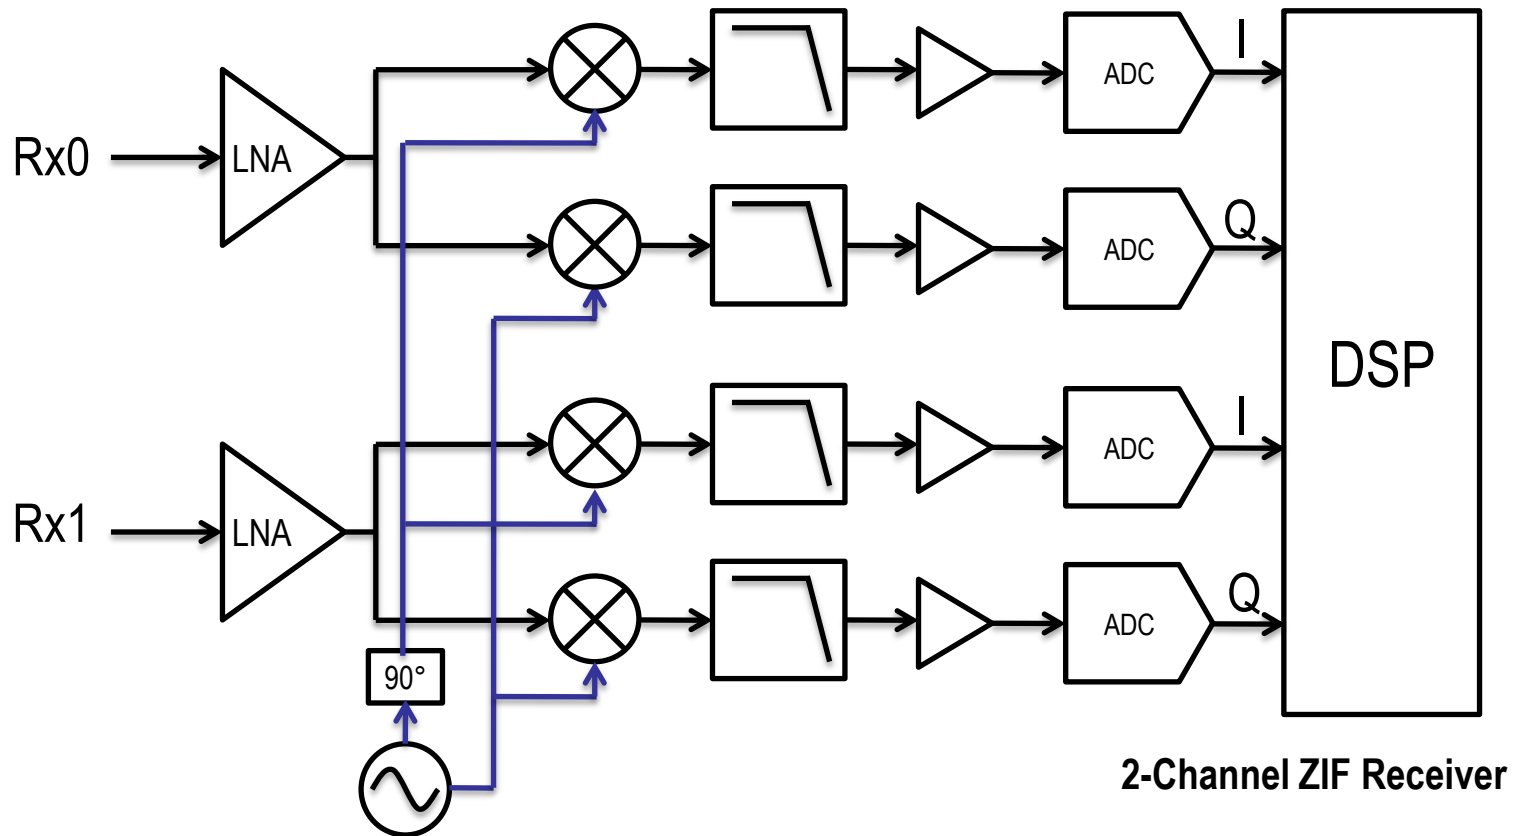 Rx0
LNA
ADC
I
ADC
Q
DSP
Rx1
LNA
ADC
I
ADC
Q
90°
2-Channel ZIF Receiver